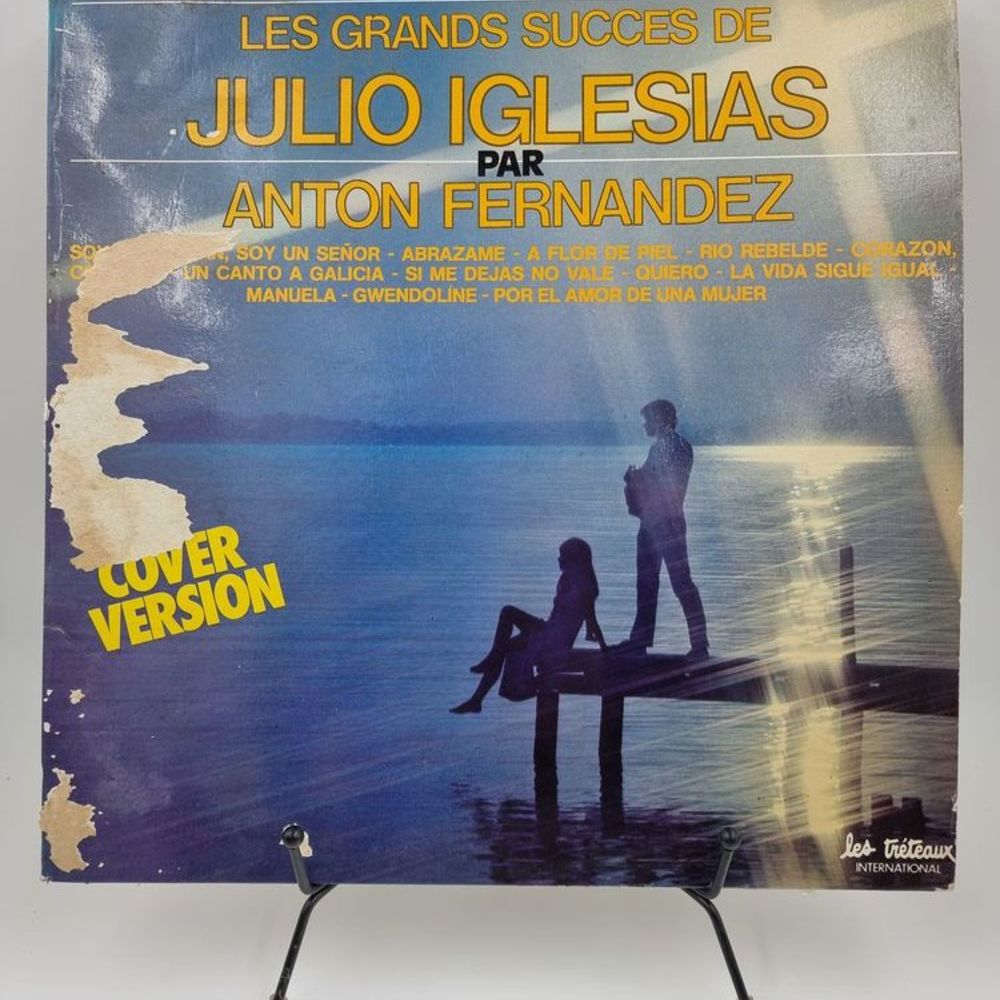 LES GRANDS SUCCES DE
JULIO IGLESIAS
PAR
ANTON FERNANDEZ
SOY UN SEÑOR - ABRAZAME - A FLOR DE PIEL - RIO REBELDE - CORAZON,
UN CANTO A GALICIA - SI ME DEJAS NO VALE - QUIERO - LA VIDA SIGUE IGUAL -
MANUELA - GWENDOLÍNE - POR EL AMOR DE UNA MUJER
COVER
VERSION
les tréteaux
INTERNATIONAL